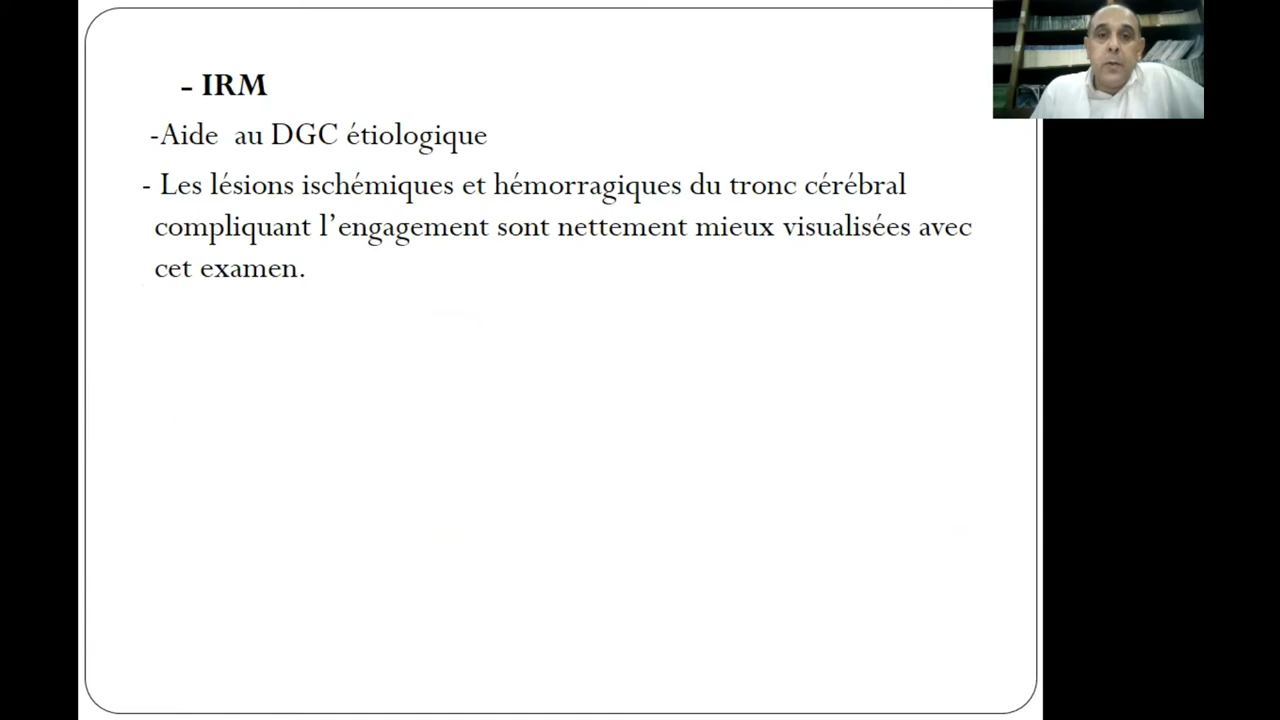 - IRM
-Aide au DGC étiologique
- Les lésions ischémiques et hémorragiques du tronc cérébral
compliquant l’engagement sont nettement mieux visualisées avec
cet examen.